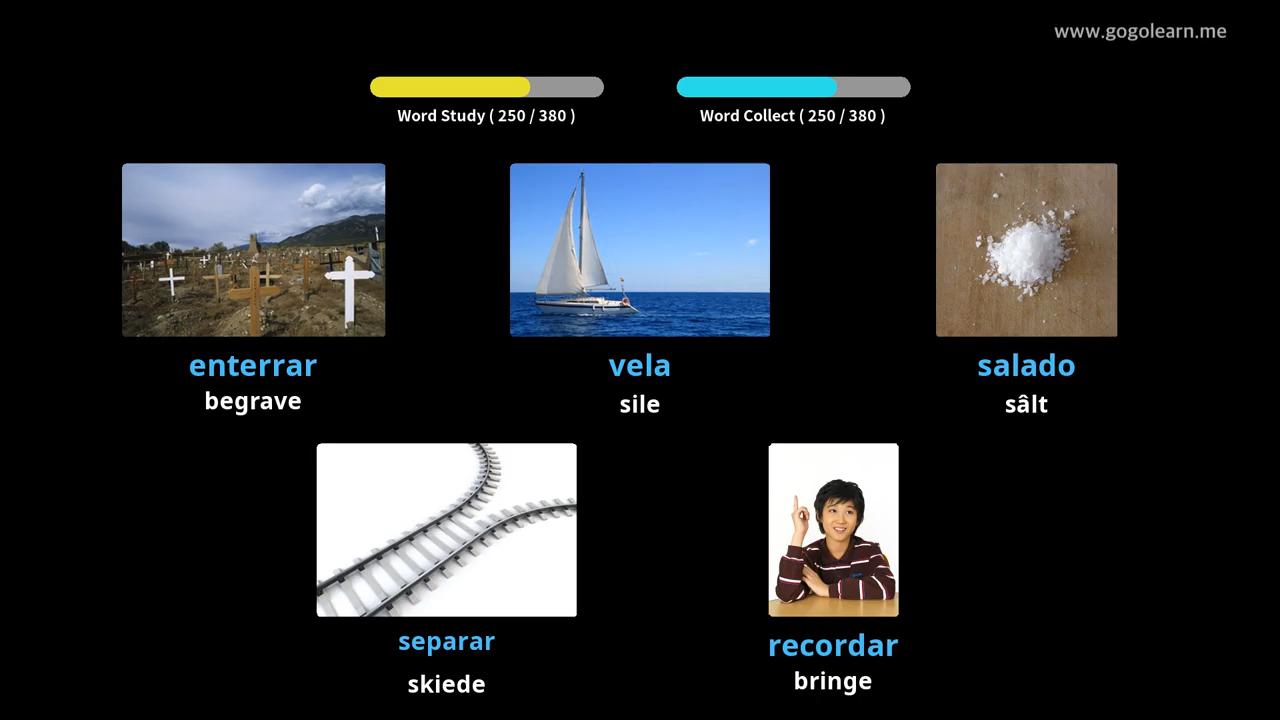 www.gogolearn.me
Word Study ( 250 / 380 )
Word Collect ( 250 / 380 )
enterrar
begrave
vela
sile
salado
sâlt
separar
skiede
recordar
bringe